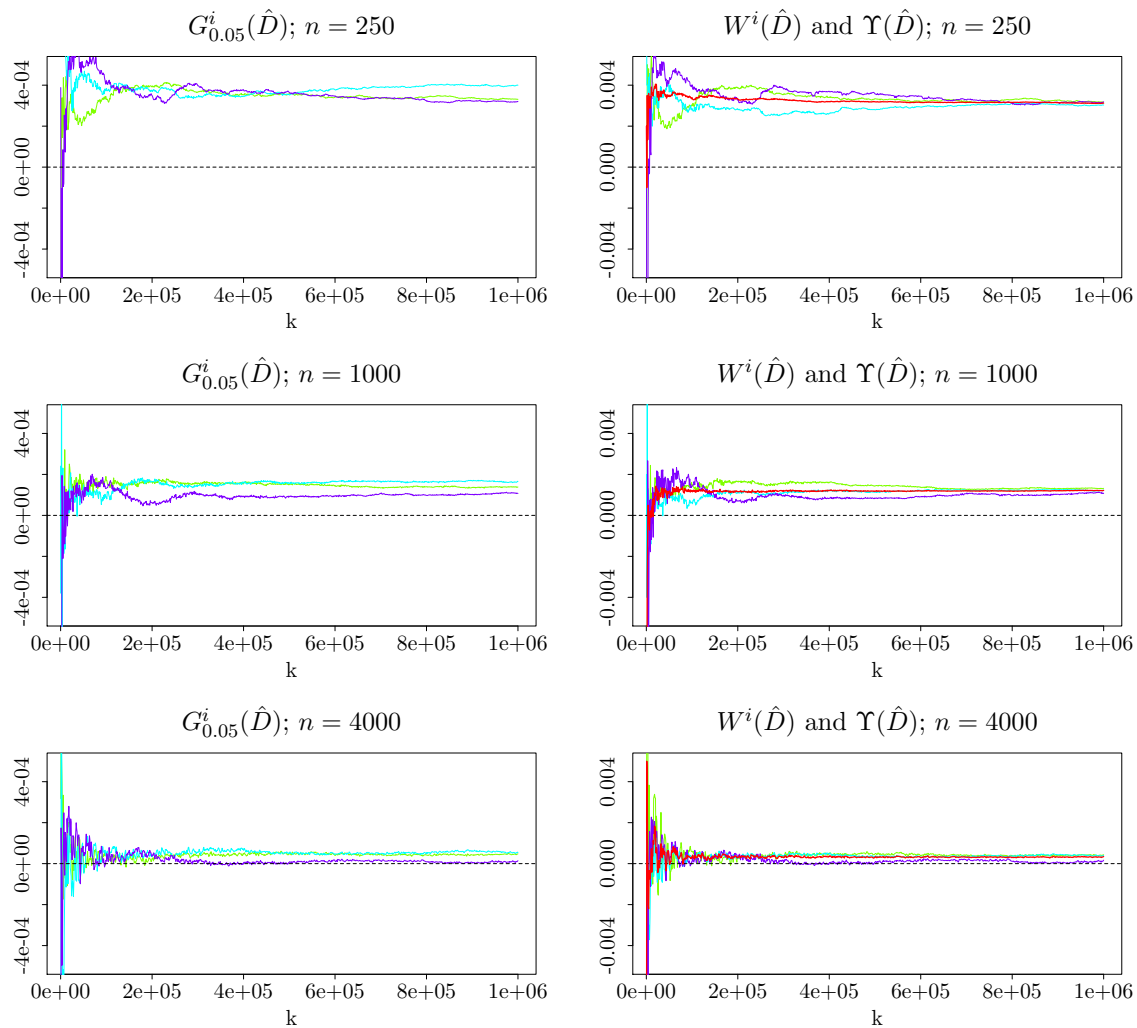 G^i_{0.05}(D̂); n = 250
W^i(D̂) and ϒ(D̂); n = 250
4e-04
0e+00
-4e-04
0e+00 2e+05 4e+05 6e+05 8e+05 1e+06
k
0.004
0.000
-0.004
0e+00 2e+05 4e+05 6e+05 8e+05 1e+06
k
G^i_{0.05}(D̂); n = 1000
W^i(D̂) and ϒ(D̂); n = 1000
4e-04
0e+00
-4e-04
0e+00 2e+05 4e+05 6e+05 8e+05 1e+06
k
0.004
0.000
-0.004
0e+00 2e+05 4e+05 6e+05 8e+05 1e+06
k
G^i_{0.05}(D̂); n = 4000
W^i(D̂) and ϒ(D̂); n = 4000
4e-04
0e+00
-4e-04
0e+00 2e+05 4e+05 6e+05 8e+05 1e+06
k
0.004
0.000
-0.004
0e+00 2e+05 4e+05 6e+05 8e+05 1e+06
k